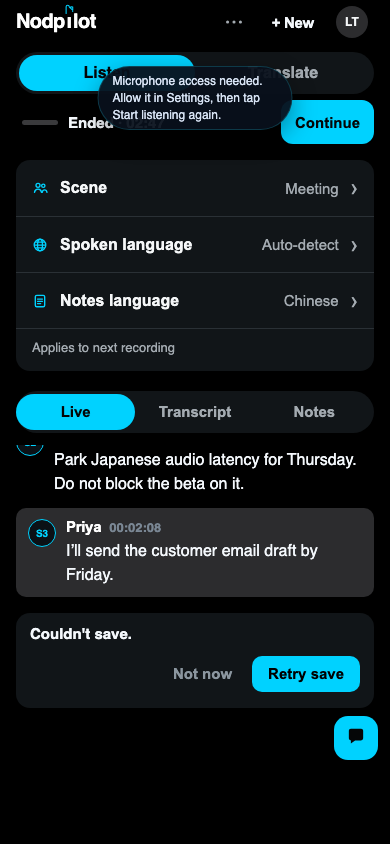 Nodpilot
... + New LT
Microphone access needed.
Allow it in Settings, then tap
Start listening again.
Ended 02:47
Continue
Scene Meeting
Spoken language Auto-detect
Notes language Chinese
Applies to next recording
Live Transcript Notes
Park Japanese audio latency for Thursday.
Do not block the beta on it.
S3 Priya 00:02:08
I’ll send the customer email draft by
Friday.
Couldn't save.
Not now Retry save